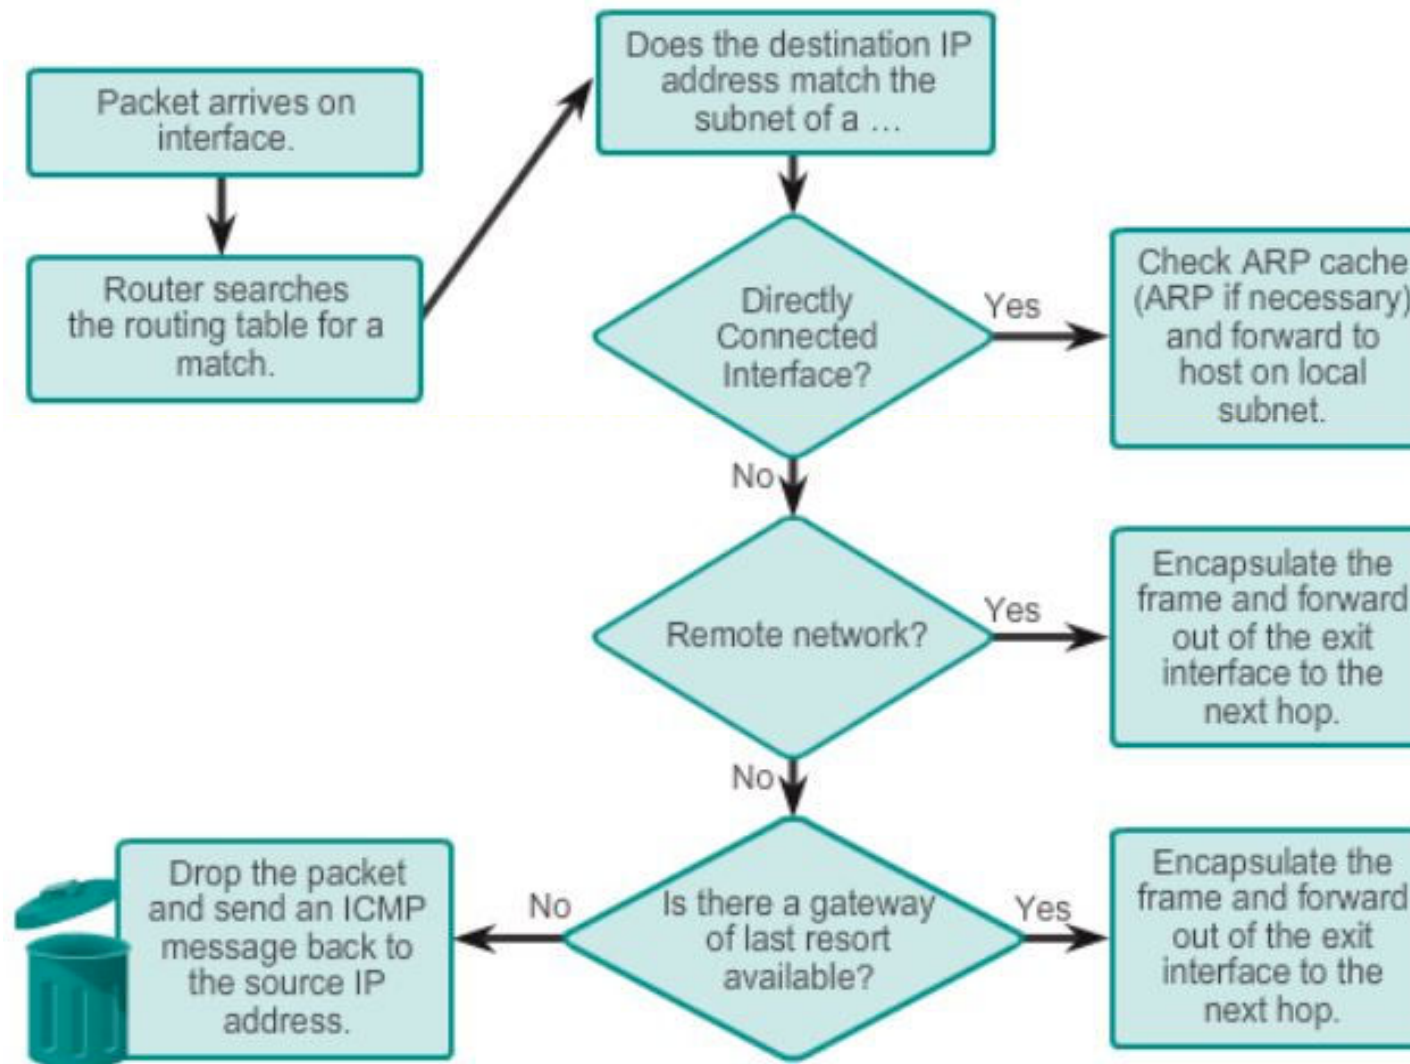 Packet arrives on
interface.
Router searches
the routing table for a
match.
Does the destination IP
address match the
subnet of a …
Directly
Connected
Interface?
Yes
Check ARP cache
(ARP if necessary)
and forward to
host on local
subnet.
No
Remote network?
Yes
Encapsulate the
frame and forward
out of the exit
interface to the
next hop.
No
Is there a gateway
of last resort
available?
Yes
Encapsulate the
frame and forward
out of the exit
interface to the
next hop.
No
Drop the packet
and send an ICMP
message back to
the source IP
address.